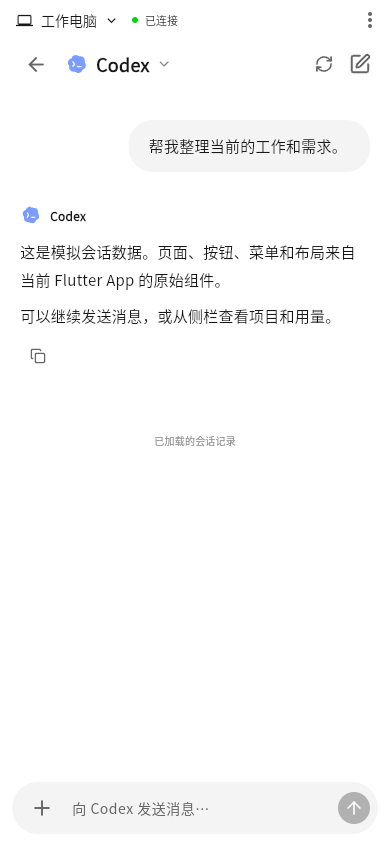 工作电脑
已连接
Codex
帮我整理当前的工作和需求。
Codex
这是模拟会话数据。页面、按钮、菜单和布局来自
当前 Flutter App 的原始组件。
可以继续发送消息，或从侧栏查看项目和用量。
已加载的会话记录
向 Codex 发送消息…